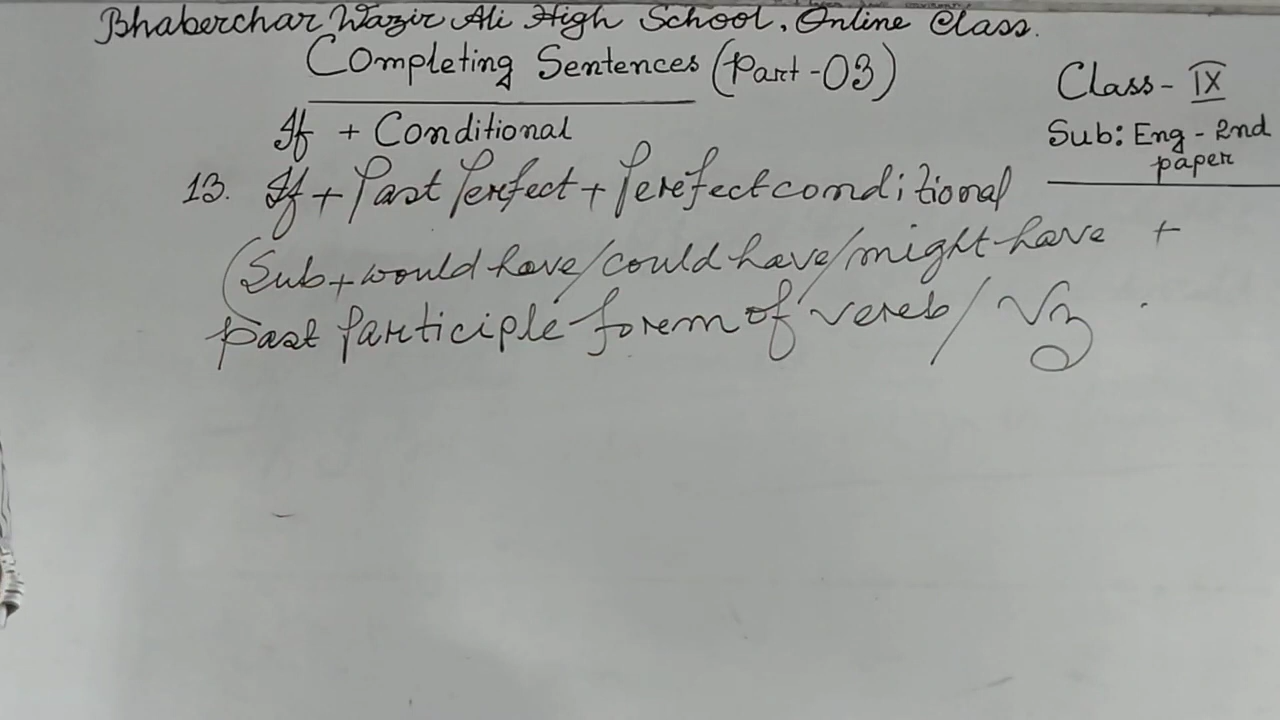 Bhaberchar Wazir Ali High School, Online Class.
Completing Sentences (Part-03)
Class - IX
Sub: Eng - 2nd
paper
If + Conditional
13. If + Past Perfect + Perefect conditional
(Sub + would have/could have/might have +
past participle forem of vereb/V3